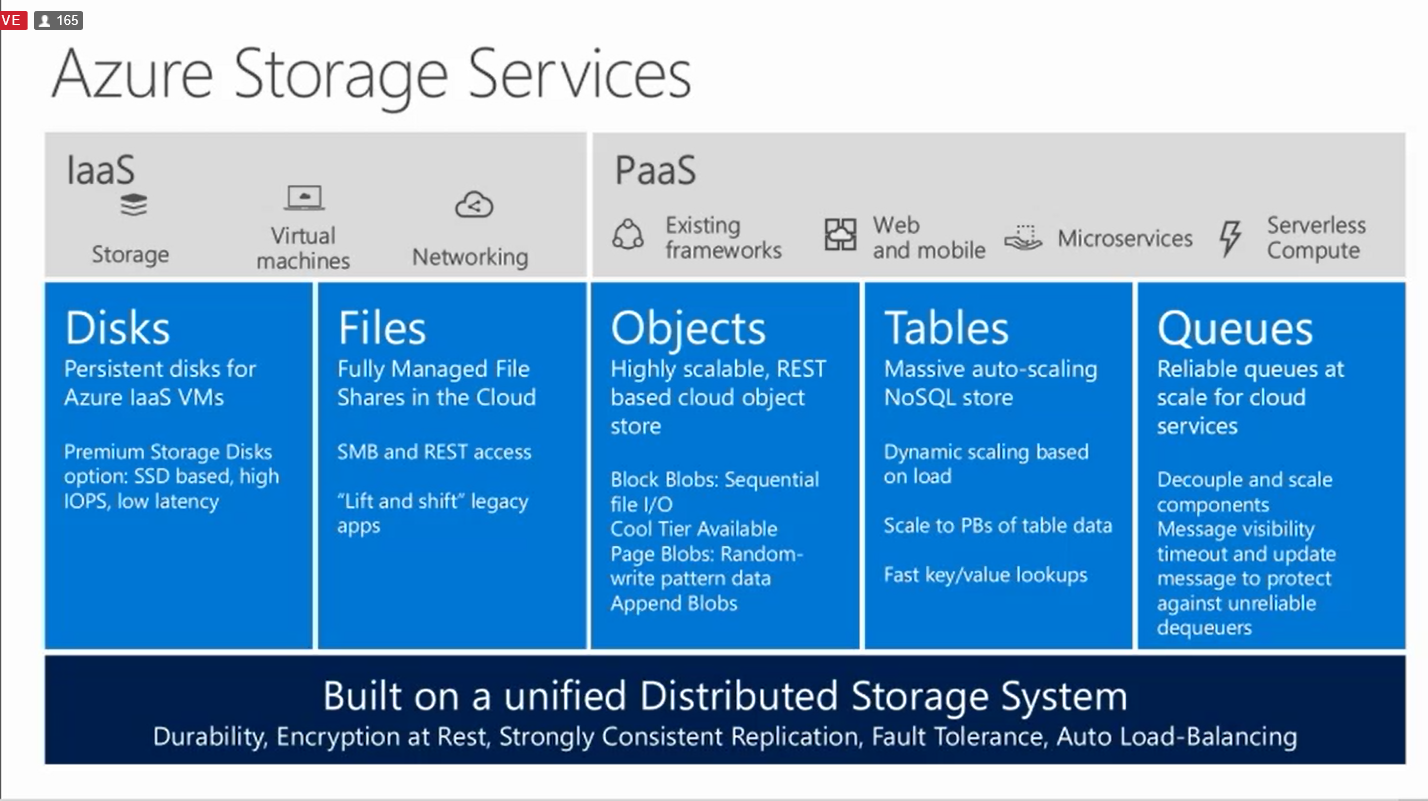 VE 165
Azure Storage Services
IaaS
Storage
Virtual
machines
Networking
PaaS
Existing
frameworks
Web
and mobile
Microservices
Serverless
Compute
Disks
Persistent disks for
Azure IaaS VMs
Premium Storage Disks
option: SSD based, high
IOPS, low latency
Files
Fully Managed File
Shares in the Cloud
SMB and REST access
“Lift and shift” legacy
apps
Objects
Highly scalable, REST
based cloud object
store
Block Blobs: Sequential
file I/O
Cool Tier Available
Page Blobs: Random-
write pattern data
Append Blobs
Tables
Massive auto-scaling
NoSQL store
Dynamic scaling based
on load
Scale to PBs of table data
Fast key/value lookups
Queues
Reliable queues at
scale for cloud
services
Decouple and scale
components
Message visibility
timeout and update
message to protect
against unreliable
dequeuers
Built on a unified Distributed Storage System
Durability, Encryption at Rest, Strongly Consistent Replication, Fault Tolerance, Auto Load-Balancing